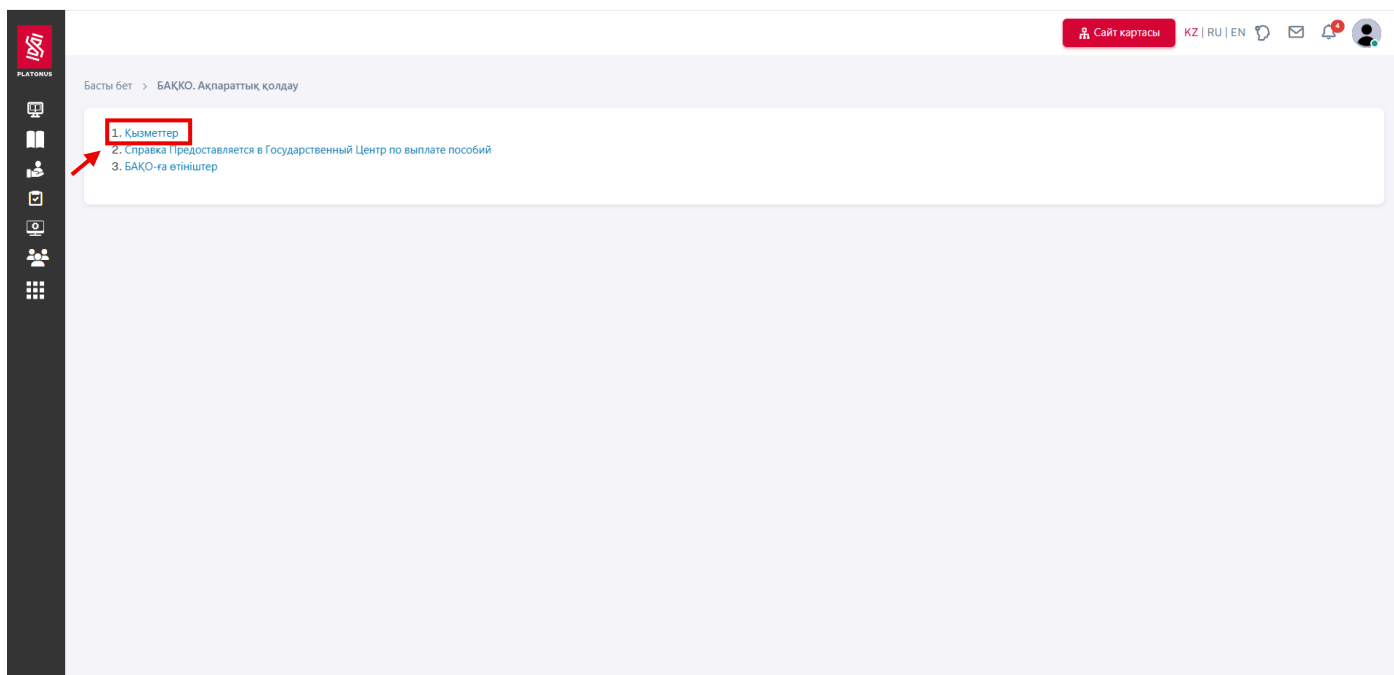 Сайт картасы KZ | RU | EN 4
PLATONUS
Басты бет > БАҚКО. Ақпараттық қолдау
1. Қызметтер
2. Справка Предоставляется в Государственный Центр по выплате пособий
3. БАҚО-ға өтініштер